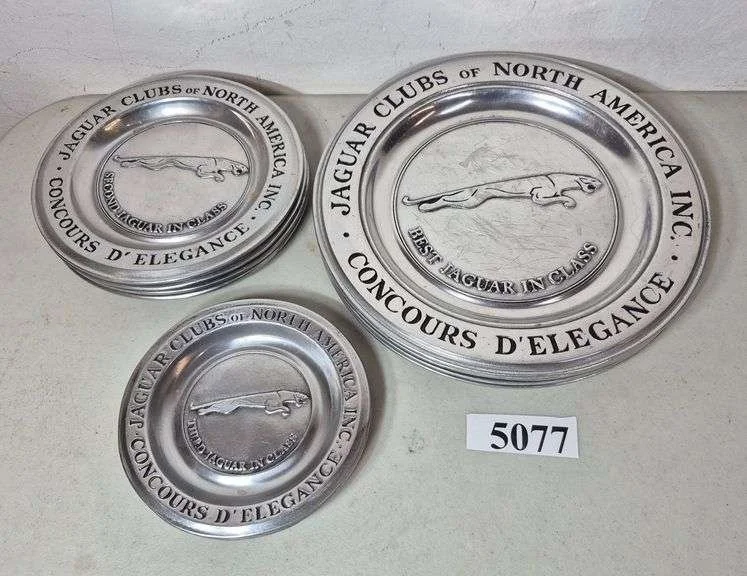 JAGUAR CLUBS OF NORTH AMERICA INC.
SECOND JAGUAR IN CLASS
· CONCOURS D'ELEGANCE ·
JAGUAR CLUBS OF NORTH AMERICA INC.
BEST JAGUAR IN CLASS
· CONCOURS D'ELEGANCE ·
JAGUAR CLUBS OF NORTH AMERICA INC.
THIRD JAGUAR IN CLASS
· CONCOURS D'ELEGANCE ·
5077